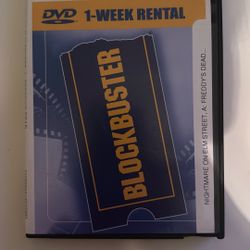 DVD 1-WEEK RENTAL
BLOCKBUSTER
NIGHTMARE ON ELM STREET, A: FREDDY'S DEAD...